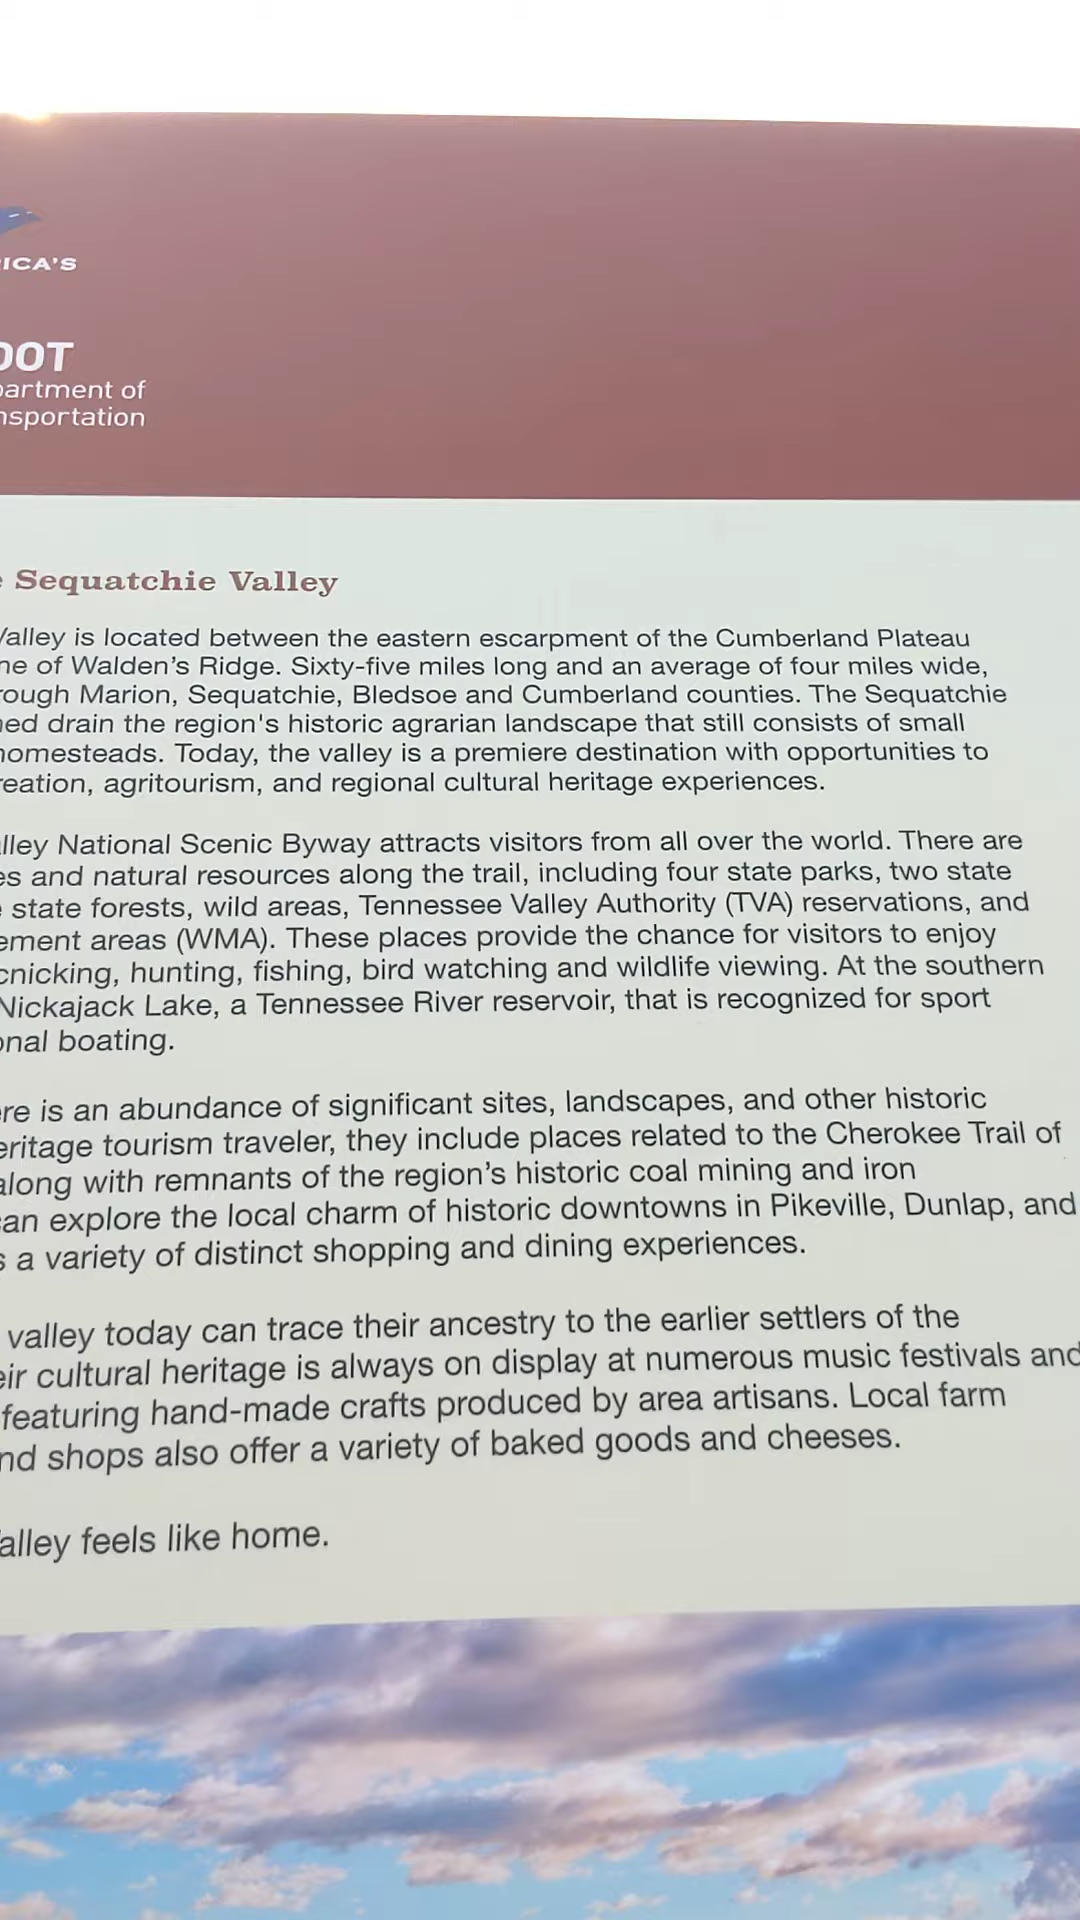 ICA'S
DOT
partment of
nsportation
Sequatchie Valley
Valley is located between the eastern escarpment of the Cumberland Plateau
ne of Walden's Ridge. Sixty-five miles long and an average of four miles wide,
rough Marion, Sequatchie, Bledsoe and Cumberland counties. The Sequatchie
ned drain the region's historic agrarian landscape that still consists of small
homesteads. Today, the valley is a premiere destination with opportunities to
reation, agritourism, and regional cultural heritage experiences.
lley National Scenic Byway attracts visitors from all over the world. There are
es and natural resources along the trail, including four state parks, two state
state forests, wild areas, Tennessee Valley Authority (TVA) reservations, and
ement areas (WMA). These places provide the chance for visitors to enjoy
cnicking, hunting, fishing, bird watching and wildlife viewing. At the southern
Nickajack Lake, a Tennessee River reservoir, that is recognized for sport
onal boating.
ere is an abundance of significant sites, landscapes, and other historic
eritage tourism traveler, they include places related to the Cherokee Trail of
along with remnants of the region's historic coal mining and iron
can explore the local charm of historic downtowns in Pikeville, Dunlap, and
s a variety of distinct shopping and dining experiences.
valley today can trace their ancestry to the earlier settlers of the
eir cultural heritage is always on display at numerous music festivals and
featuring hand-made crafts produced by area artisans. Local farm
nd shops also offer a variety of baked goods and cheeses.
alley feels like home.